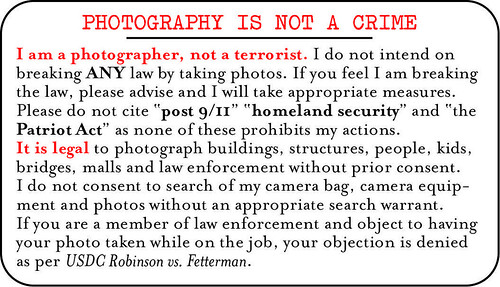 PHOTOGRAPHY IS NOT A CRIME
I am a photographer, not a terrorist. I do not intend on
breaking ANY law by taking photos. If you feel I am breaking
the law, please advise and I will take appropriate measures.
Please do not cite "post 9/11" "homeland security" and "the
Patriot Act" as none of these prohibits my actions.
It is legal to photograph buildings, structures, people, kids,
bridges, malls and law enforcement without prior consent.
I do not consent to search of my camera bag, camera equip-
ment and photos without an appropriate search warrant.
If you are a member of law enforcement and object to having
your photo taken while on the job, your objection is denied
as per USDC Robinson vs. Fetterman.